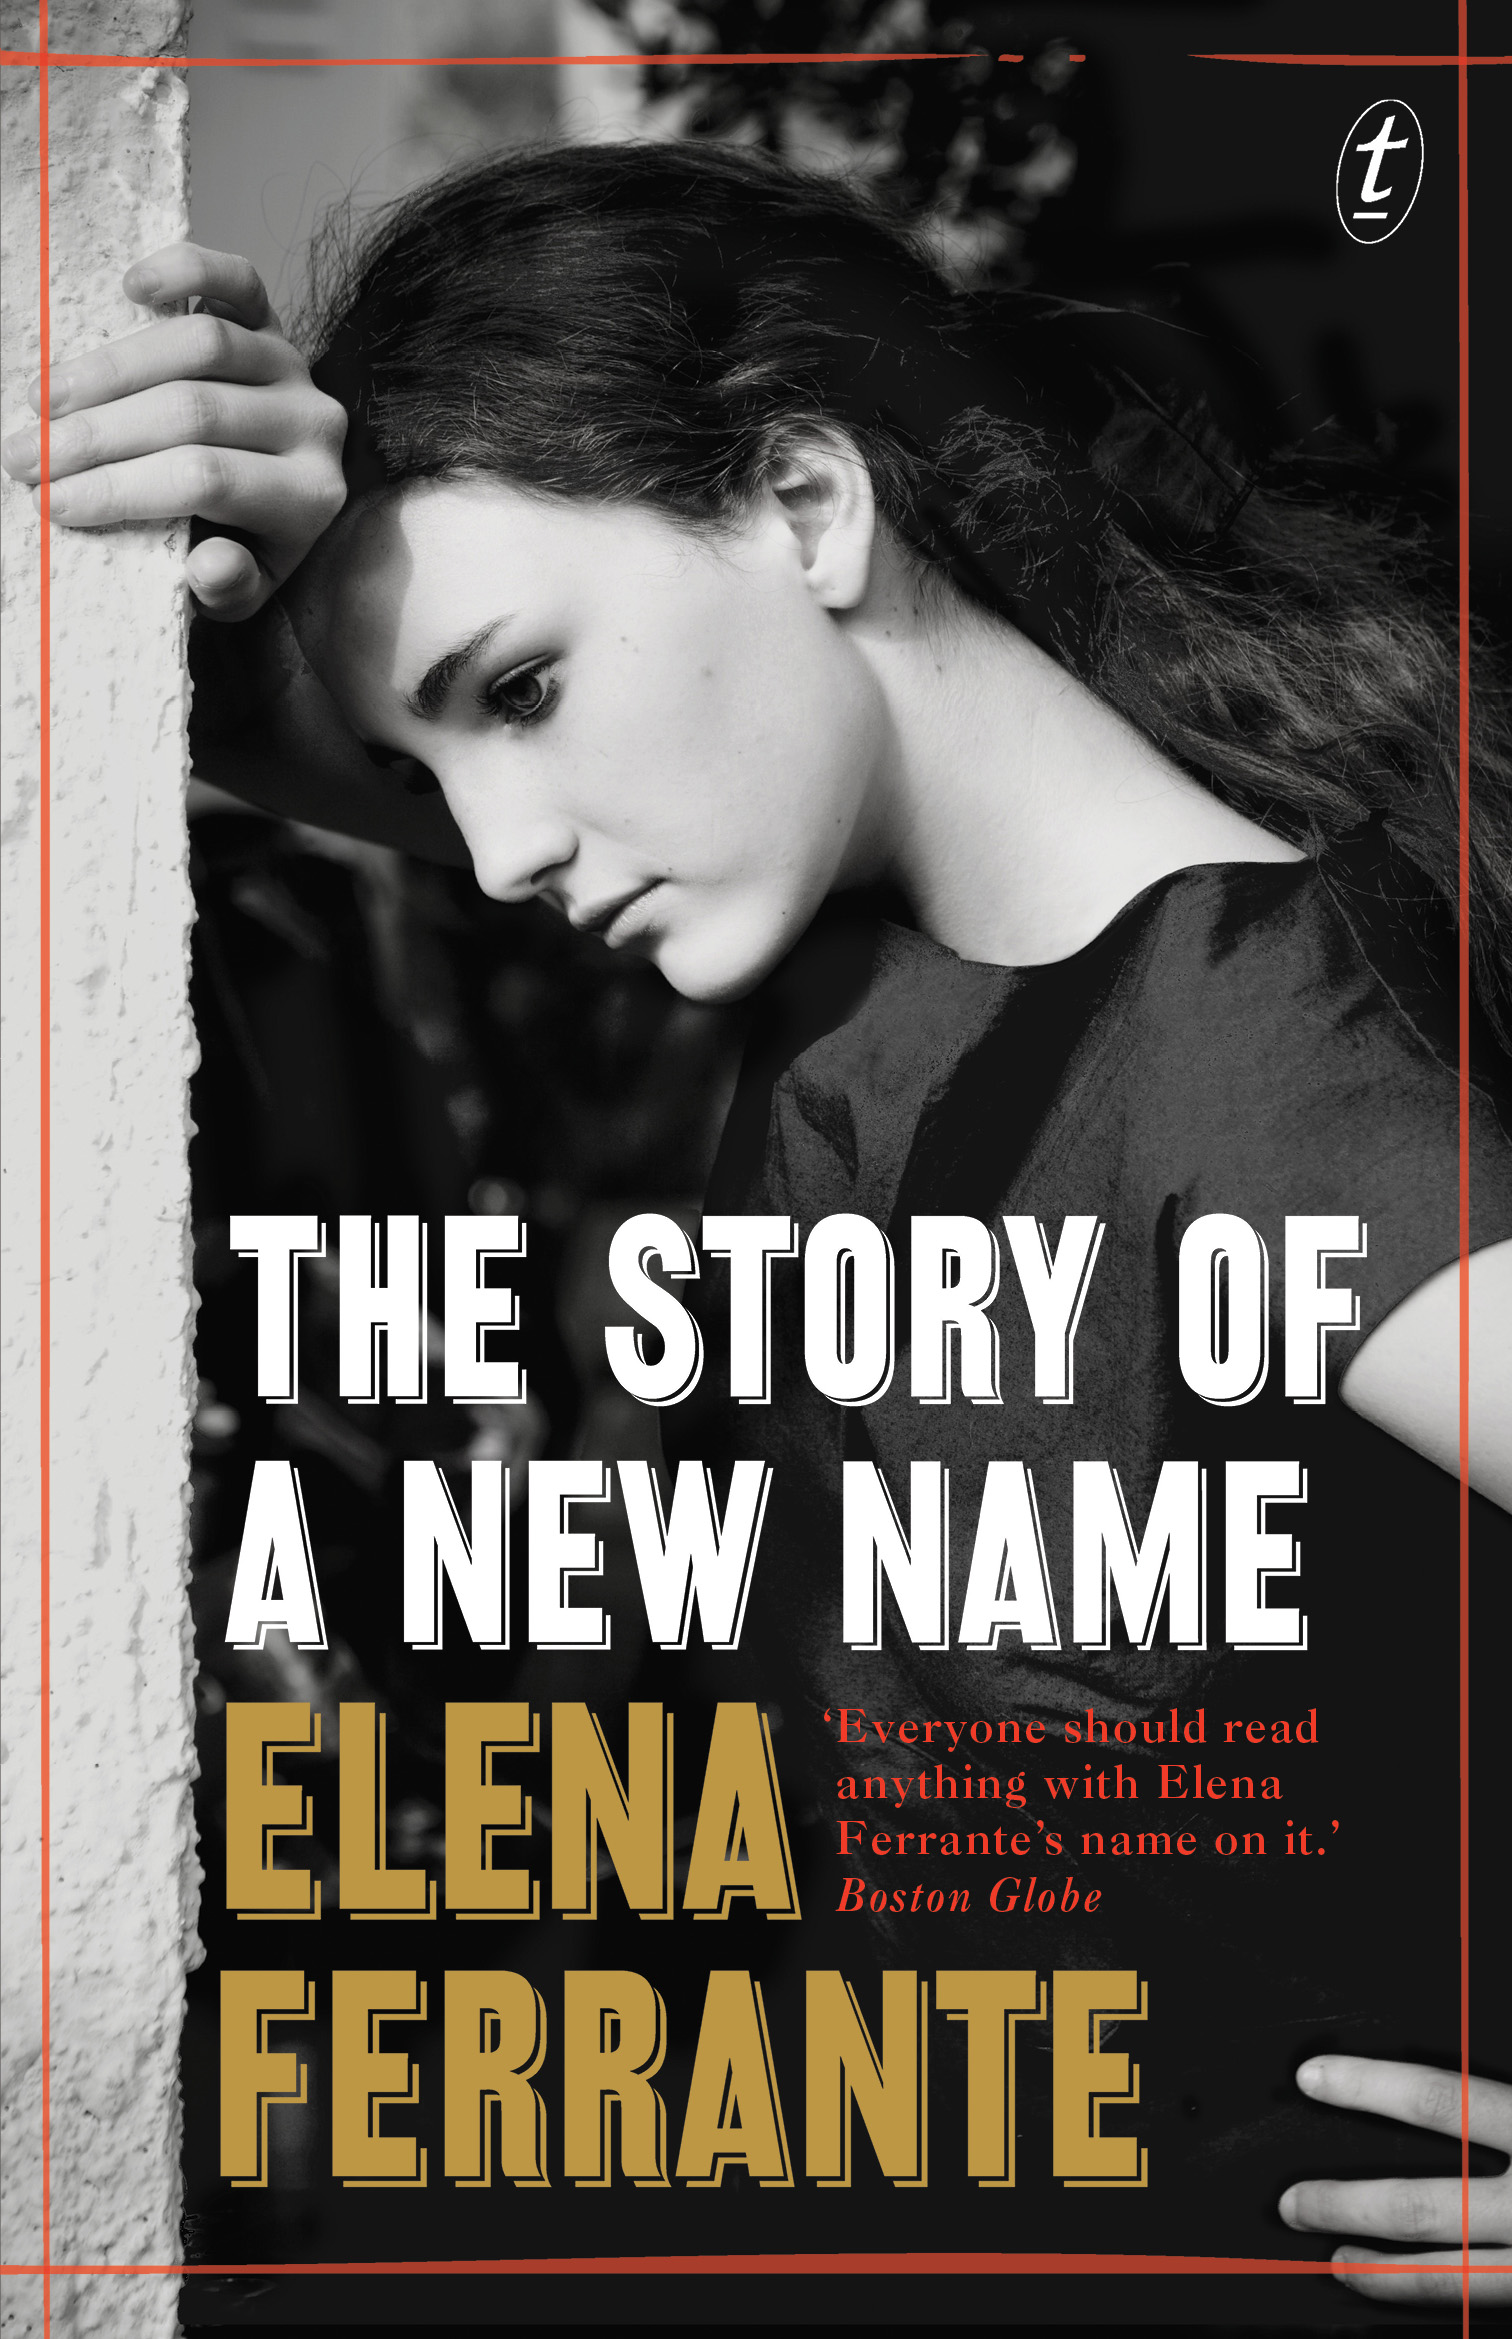 t
THE STORY OF
A NEW NAME
ELENA
FERRANTE
‘Everyone should read
anything with Elena
Ferrante’s name on it.’
Boston Globe